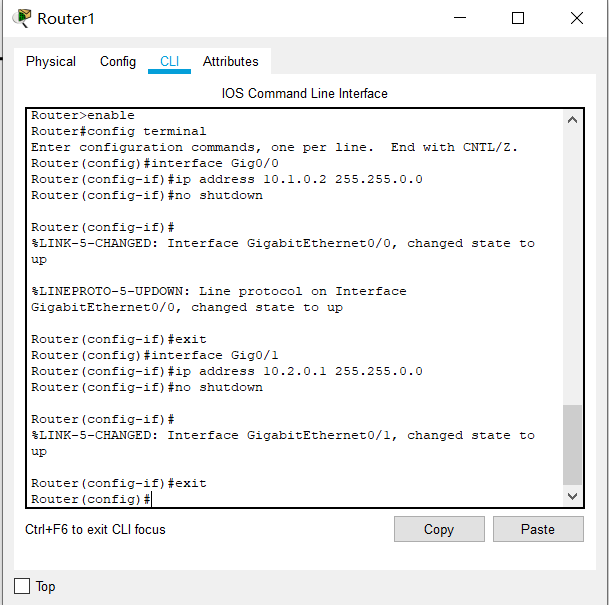 Router1
Physical Config CLI Attributes
IOS Command Line Interface
Router>enable
Router#config terminal
Enter configuration commands, one per line.  End with CNTL/Z.
Router(config)#interface Gig0/0
Router(config-if)#ip address 10.1.0.2 255.255.0.0
Router(config-if)#no shutdown
Router(config-if)#
%LINK-5-CHANGED: Interface GigabitEthernet0/0, changed state to
up
%LINEPROTO-5-UPDOWN: Line protocol on Interface
GigabitEthernet0/0, changed state to up
Router(config-if)#exit
Router(config)#interface Gig0/1
Router(config-if)#ip address 10.2.0.1 255.255.0.0
Router(config-if)#no shutdown
Router(config-if)#
%LINK-5-CHANGED: Interface GigabitEthernet0/1, changed state to
up
Router(config-if)#exit
Router(config)#
Ctrl+F6 to exit CLI focus Copy Paste
Top